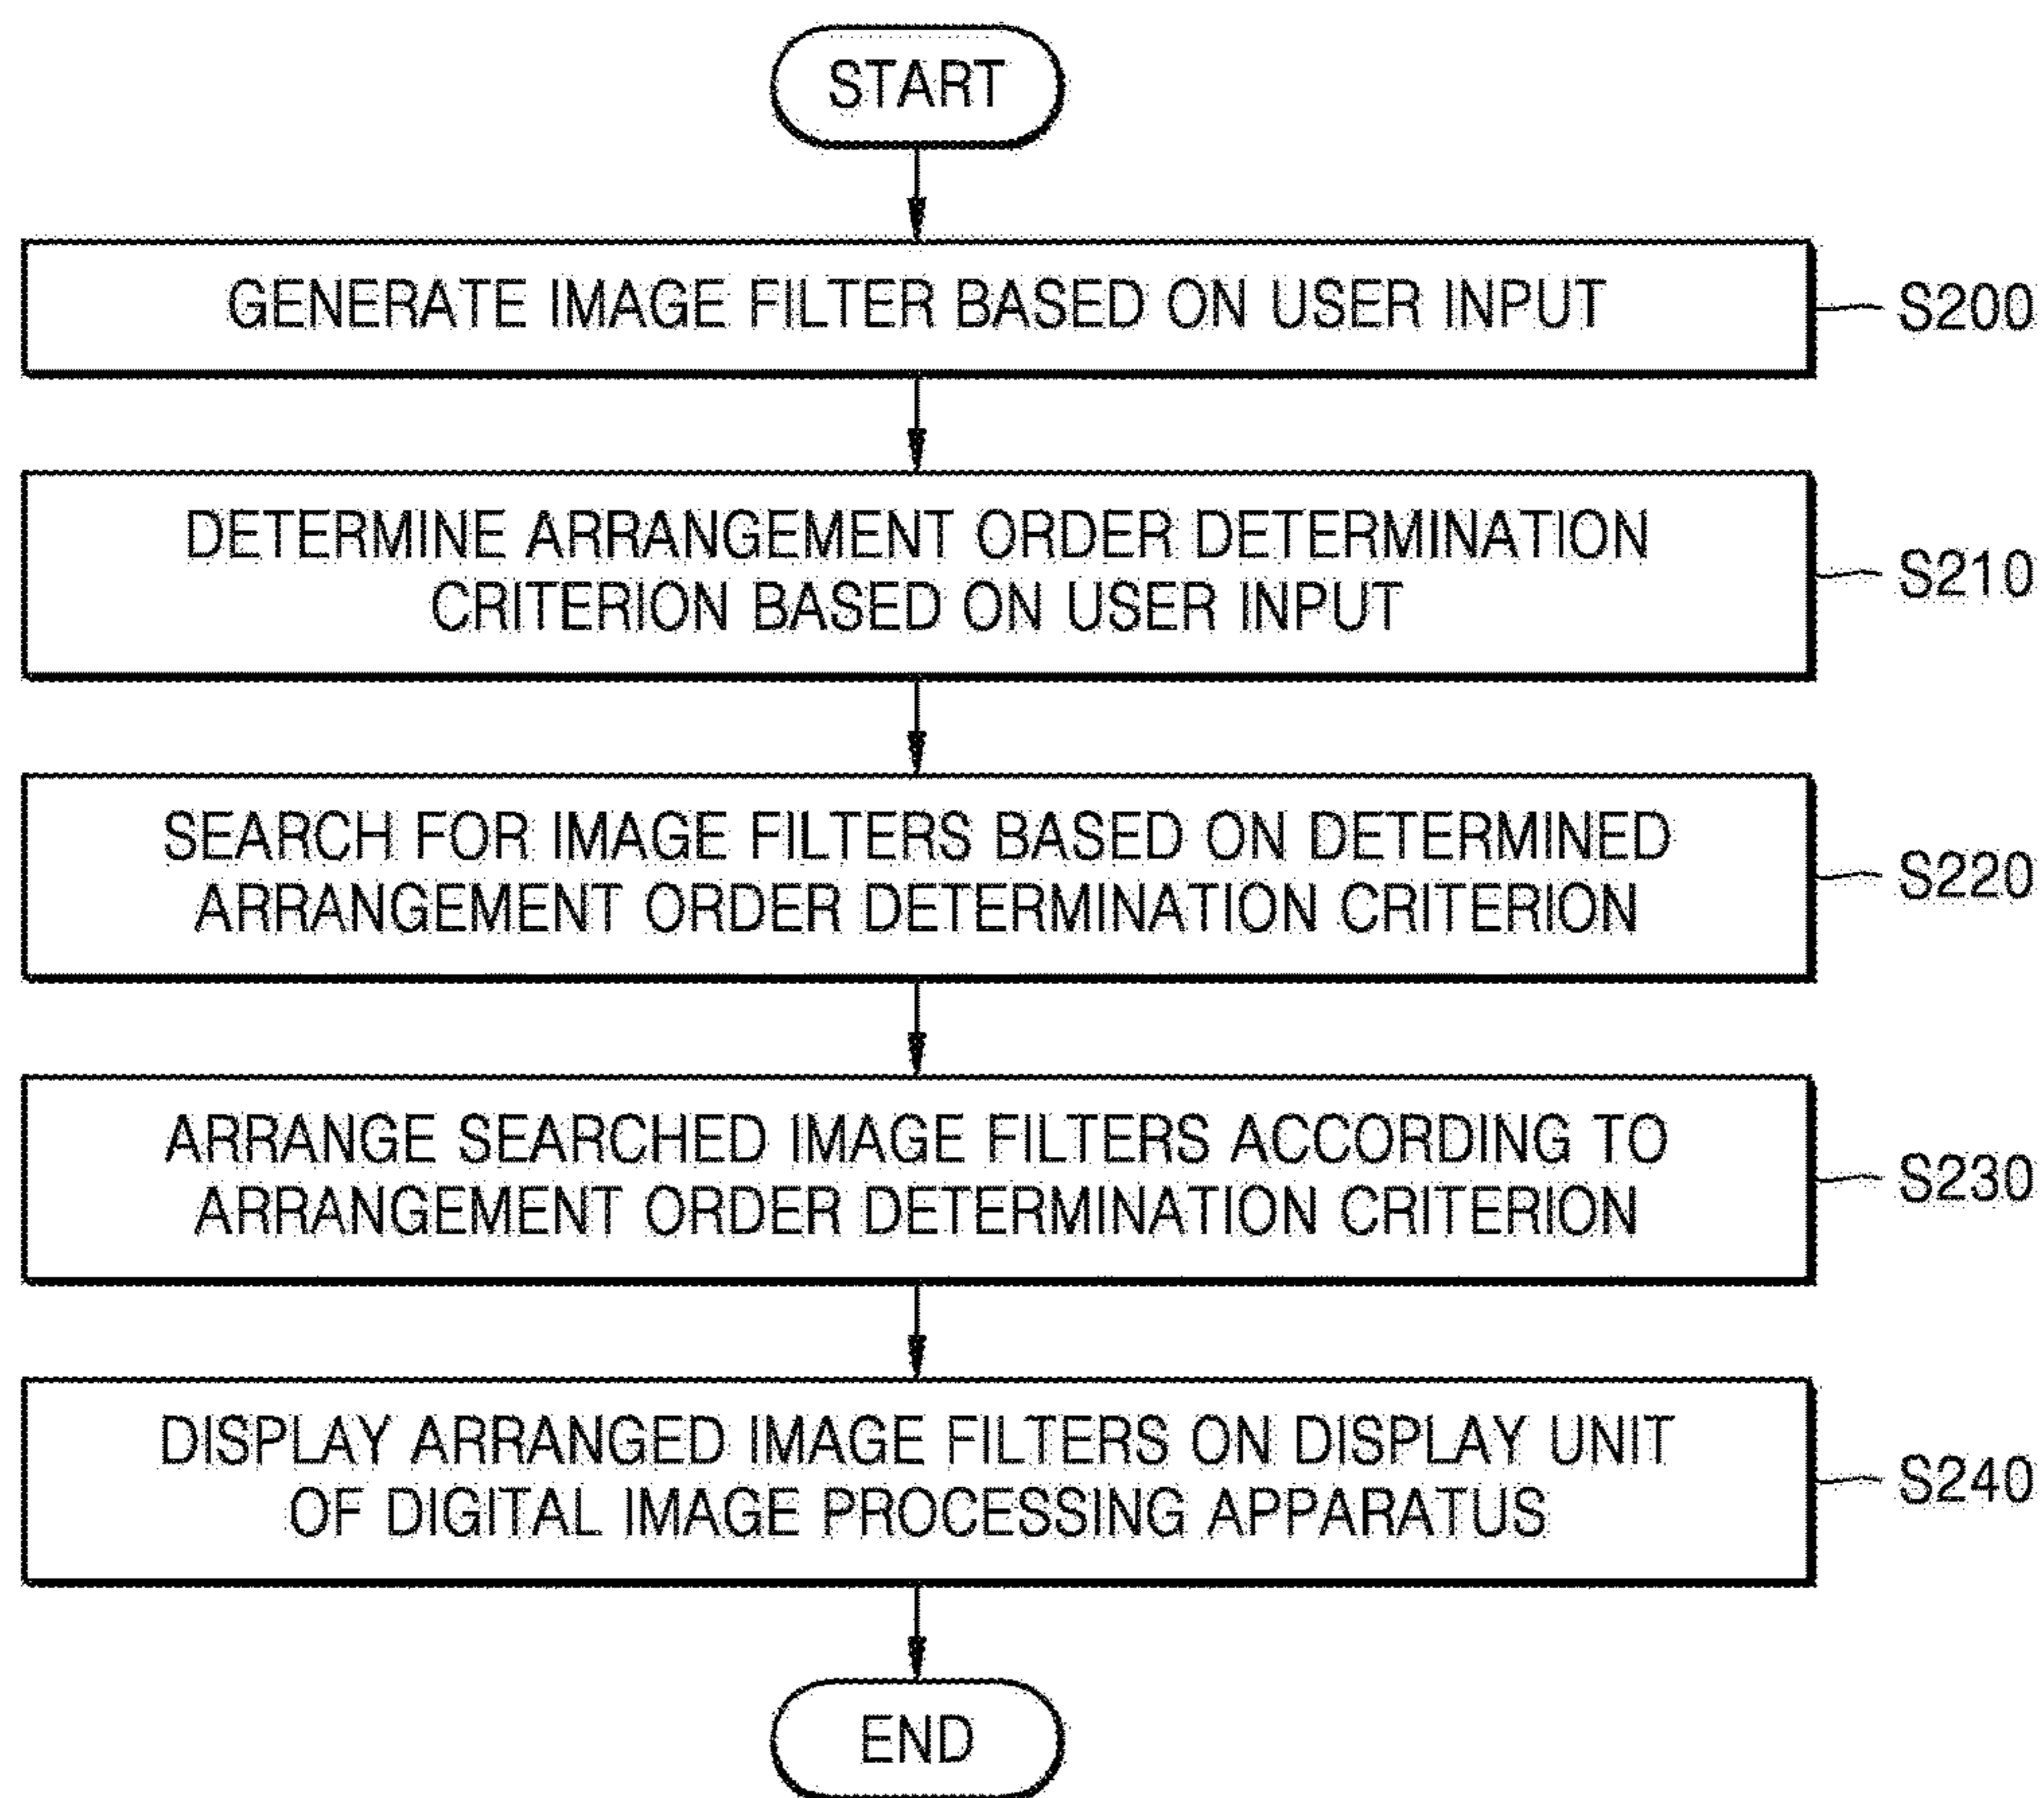 START
GENERATE IMAGE FILTER BASED ON USER INPUT
S200
DETERMINE ARRANGEMENT ORDER DETERMINATION
CRITERION BASED ON USER INPUT
S210
SEARCH FOR IMAGE FILTERS BASED ON DETERMINED
ARRANGEMENT ORDER DETERMINATION CRITERION
S220
ARRANGE SEARCHED IMAGE FILTERS ACCORDING TO
ARRANGEMENT ORDER DETERMINATION CRITERION
S230
DISPLAY ARRANGED IMAGE FILTERS ON DISPLAY UNIT
OF DIGITAL IMAGE PROCESSING APPARATUS
S240
END